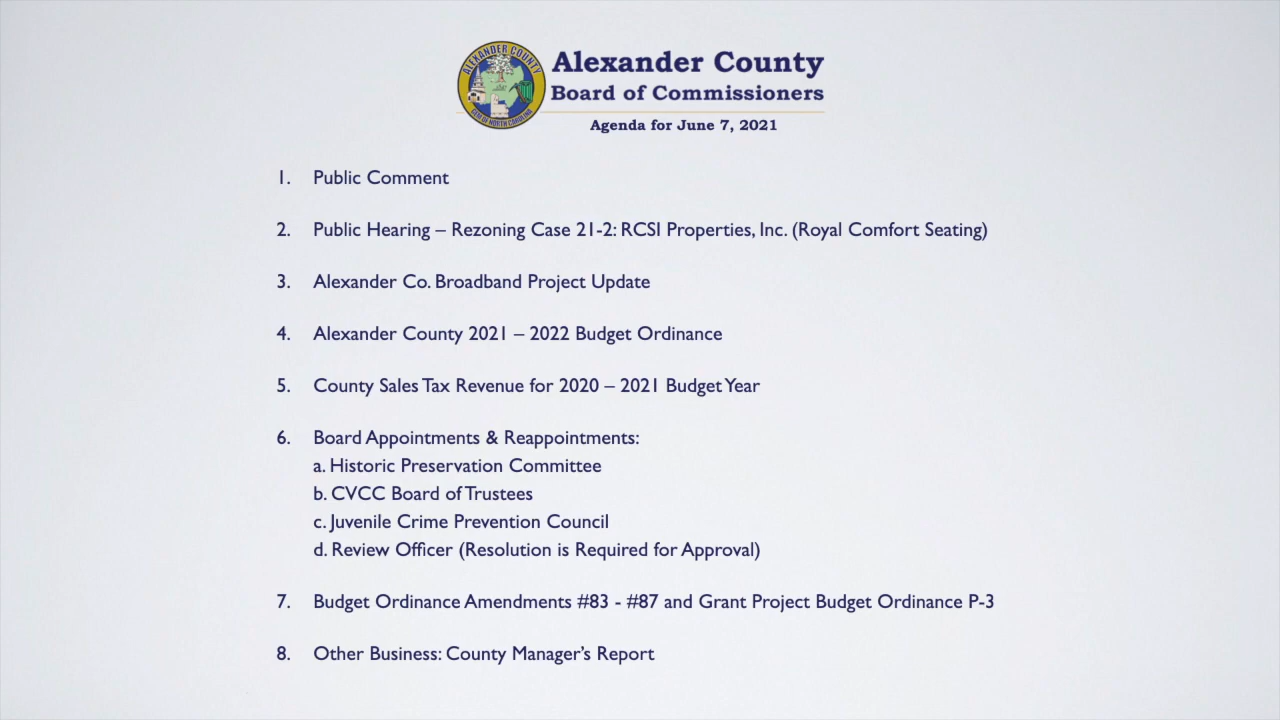 ALEXANDER COUNTY
Alexander County
Board of Commissioners
Agenda for June 7, 2021
1. Public Comment
2. Public Hearing – Rezoning Case 21-2: RCSI Properties, Inc. (Royal Comfort Seating)
3. Alexander Co. Broadband Project Update
4. Alexander County 2021 – 2022 Budget Ordinance
5. County Sales Tax Revenue for 2020 – 2021 Budget Year
6. Board Appointments & Reappointments:
a. Historic Preservation Committee
b. CVCC Board of Trustees
c. Juvenile Crime Prevention Council
d. Review Officer (Resolution is Required for Approval)
7. Budget Ordinance Amendments #83 - #87 and Grant Project Budget Ordinance P-3
8. Other Business: County Manager’s Report